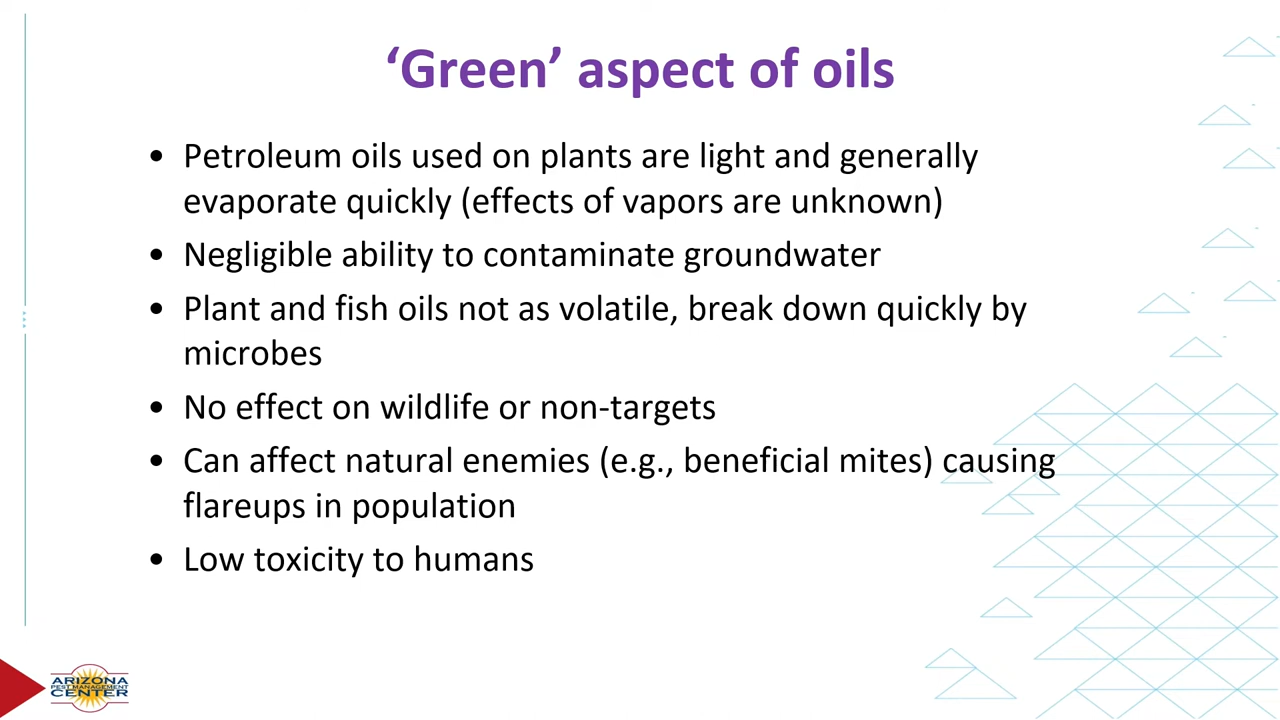 ‘Green’ aspect of oils
• Petroleum oils used on plants are light and generally
evaporate quickly (effects of vapors are unknown)
• Negligible ability to contaminate groundwater
• Plant and fish oils not as volatile, break down quickly by
microbes
• No effect on wildlife or non-targets
• Can affect natural enemies (e.g., beneficial mites) causing
flareups in population
• Low toxicity to humans
ARIZONA
PEST MANAGEMENT
CENTER